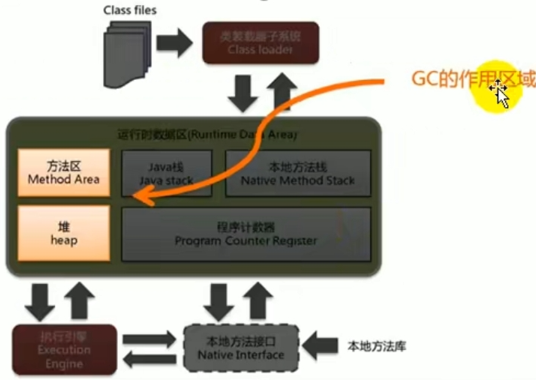 Class files
类装载器子系统
Class loader
GC的作用区域
运行时数据区(Runtime Data Area)
方法区
Method Area
Java栈
Java stack
本地方法栈
Native Method Stack
堆
heap
程序计数器
Program Counter Register
执行引擎
Execution
Engine
本地方法接口
Native Interface
本地方法库